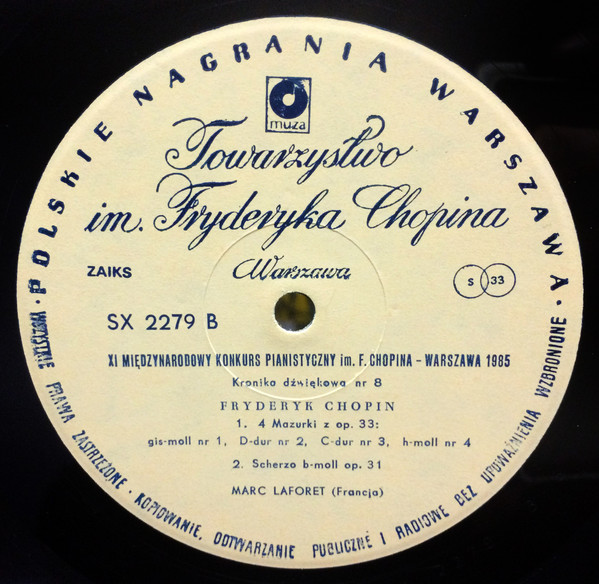 POLSKIE NAGRANIA WARSZAWA
muza
Towarzystwo
im. Fryderyka Chopina
Warszawa
ZAIKS
S 33
SX 2279 B
XI MIĘDZYNARODOWY KONKURS PIANISTYCZNY im. F. CHOPINA – WARSZAWA 1985
Kronika dźwiękowa nr 8
FRYDERYK CHOPIN
1. 4 Mazurki z op. 33:
gis-moll nr 1, D-dur nr 2, C-dur nr 3, h-moll nr 4
2. Scherzo b-moll op. 31
MARC LAFORET (Francja)
· WSZYSTKIE PRAWA ZASTRZEŻONE · KOPIOWANIE, ODTWARZANIE PUBLICZNE I RADIOWE BEZ UPOWAŻNIENIA WZBRONIONE ·